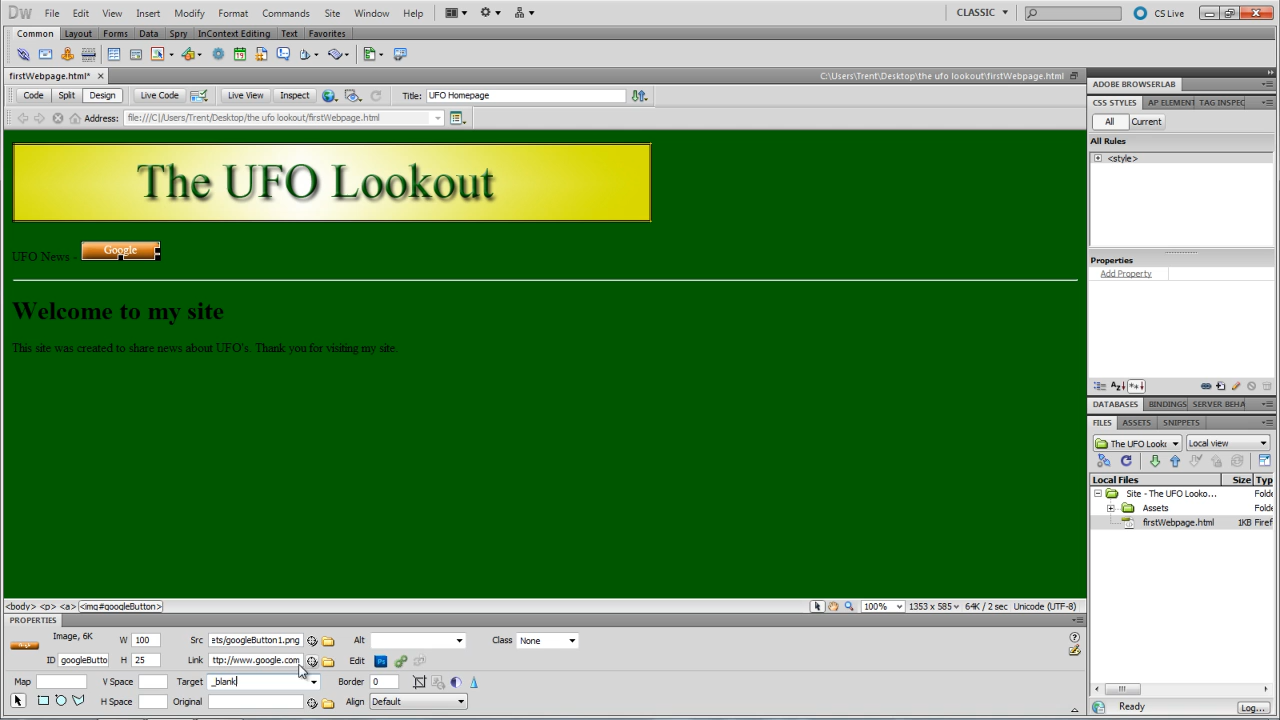 Dw File Edit View Insert Modify Format Commands Site Window Help CLASSIC CS Live
Common Layout Forms Data Spry InContext Editing Text Favorites
firstWebpage.html* C:\Users\Trent\Desktop\the ufo lookout\firstWebpage.html
Code Split Design Live Code Live View Inspect Title: UFO Homepage
Address: file:///C|/Users/Trent/Desktop/the ufo lookout/firstWebpage.html
The UFO Lookout
UFO News - Google
Welcome to my site
This site was created to share news about UFO's. Thank you for visiting my site.
ADOBE BROWSERLAB
CSS STYLES AP ELEMENT TAG INSPEC
All Current
All Rules
<style>
Properties
Add Property
DATABASES BINDINGS SERVER BEHA
FILES ASSETS SNIPPETS
The UFO Looko Local view
Local Files Size Typ
Site - The UFO Looko... Folde
Assets Folde
firstWebpage.html 1KB Firef
Ready Log...
<body> <p> <a> <img#googleButton> 100% 1353 x 585 64K / 2 sec Unicode (UTF-8)
PROPERTIES
Image, 6K W 100 Src ets/googleButton1.png Alt Class None
ID googleButto H 25 Link ttp://www.google.com Edit Ps
Map V Space Target _blank Border 0
H Space Original Align Default